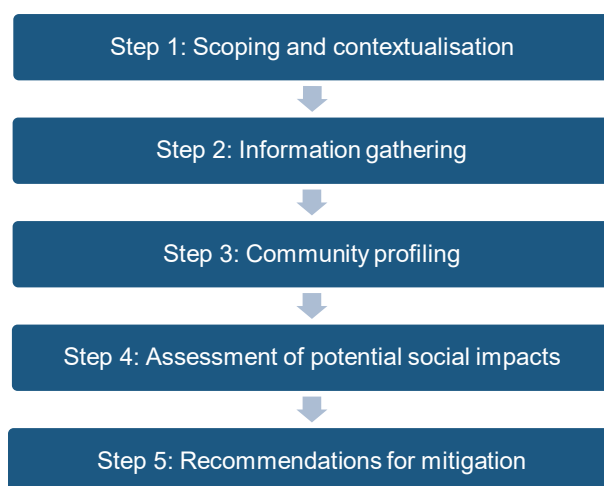 Step 1: Scoping and contextualisation
Step 2: Information gathering
Step 3: Community profiling
Step 4: Assessment of potential social impacts
Step 5: Recommendations for mitigation